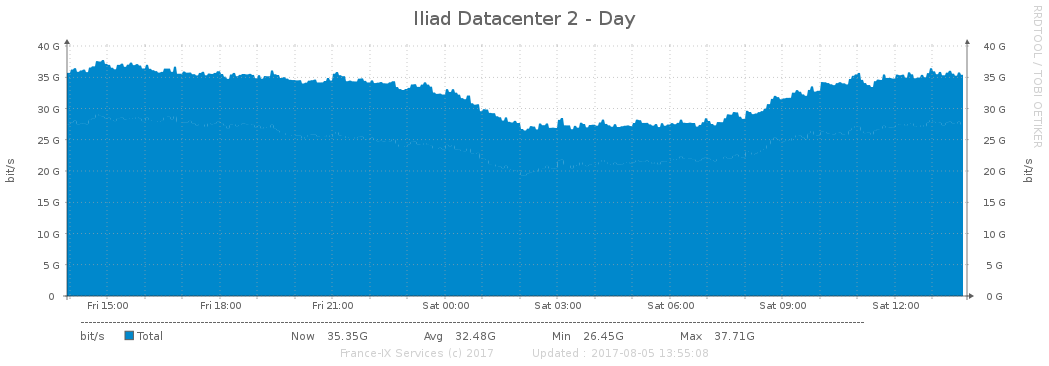 Iliad Datacenter 2 - Day
RRDTOOL / TOBI OETIKER
bit/s
bit/s
40 G
35 G
30 G
25 G
20 G
15 G
10 G
5 G
0
40 G
35 G
30 G
25 G
20 G
15 G
10 G
5 G
0 G
Fri 15:00 Fri 18:00 Fri 21:00 Sat 00:00 Sat 03:00 Sat 06:00 Sat 09:00 Sat 12:00
bit/s Total Now 35.35G Avg 32.48G Min 26.45G Max 37.71G
France-IX Services (c) 2017 Updated : 2017-08-05 13:55:08